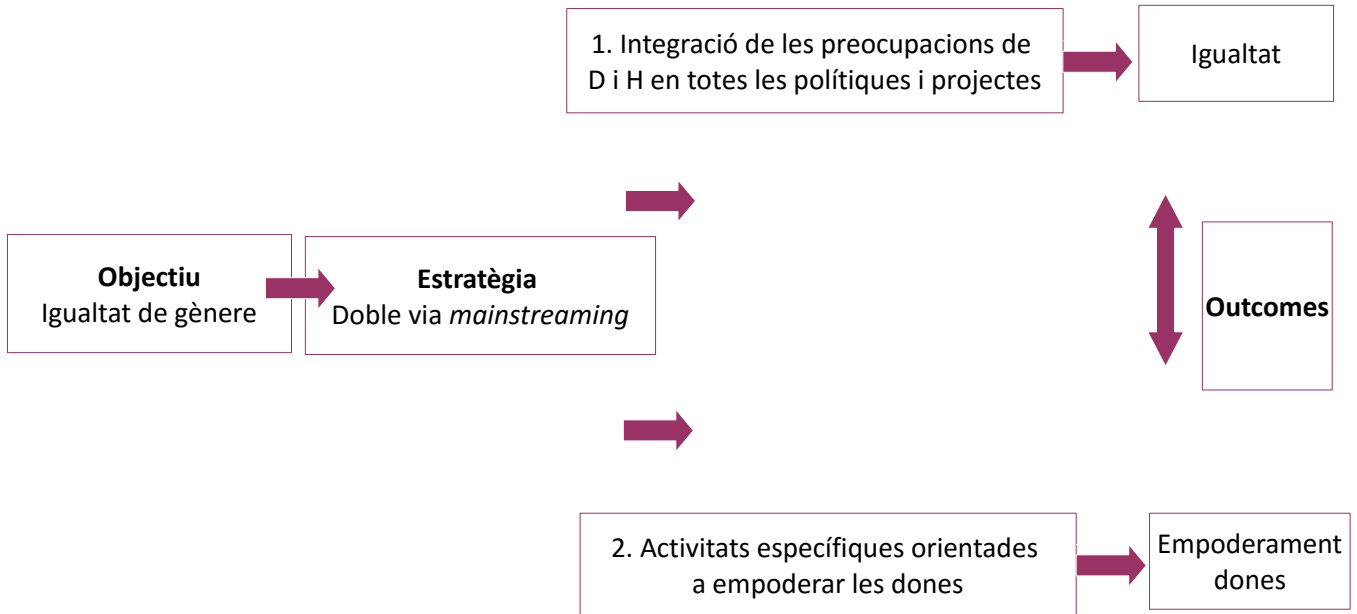 1. Integració de les preocupacions de
D i H en totes les polítiques i projectes
Igualtat
Objectiu
Igualtat de gènere
Estratègia
Doble via mainstreaming
Outcomes
2. Activitats específiques orientades
a empoderar les dones
Empoderament
dones